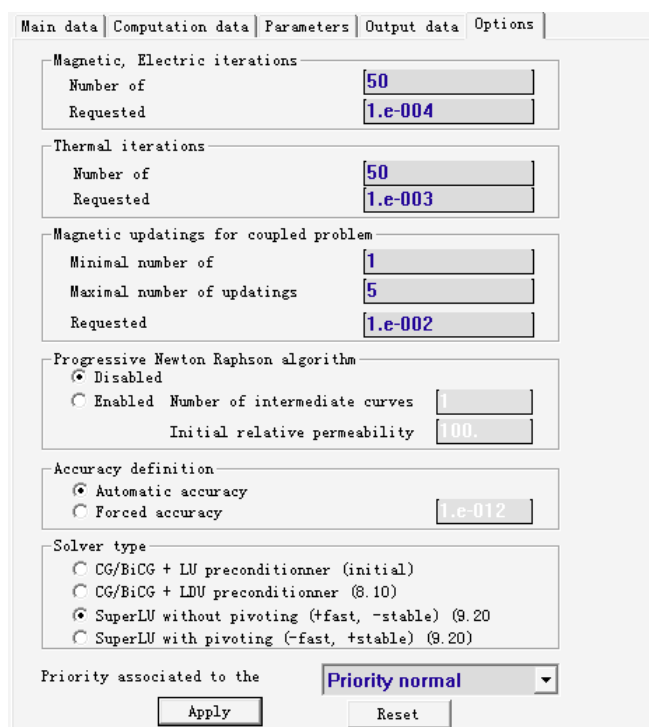 Main data Computation data Parameters Output data Options
Magnetic, Electric iterations
Number of 50
Requested 1.e-004
Thermal iterations
Number of 50
Requested 1.e-003
Magnetic updatings for coupled problem
Minimal number of 1
Maximal number of updatings 5
Requested 1.e-002
Progressive Newton Raphson algorithm
Disabled
Enabled Number of intermediate curves 1
Initial relative permeability 100.
Accuracy definition
Automatic accuracy
Forced accuracy 1.e-012
Solver type
CG/BiCG + LU preconditionner (initial)
CG/BiCG + LDU preconditionner (8.10)
SuperLU without pivoting (+fast, -stable) (9.20
SuperLU with pivoting (-fast, +stable) (9.20)
Priority associated to the Priority normal
Apply Reset